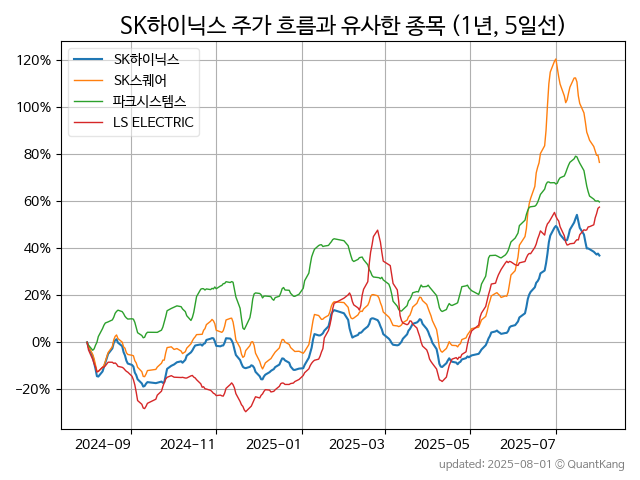 SK하이닉스 주가 흐름과 유사한 종목 (1년, 5일선)
SK하이닉스
SK스퀘어
파크시스템스
LS ELECTRIC
120%
100%
80%
60%
40%
20%
0%
−20%
2024-09
2024-11
2025-01
2025-03
2025-05
2025-07
updated: 2025-08-01 © QuantKang